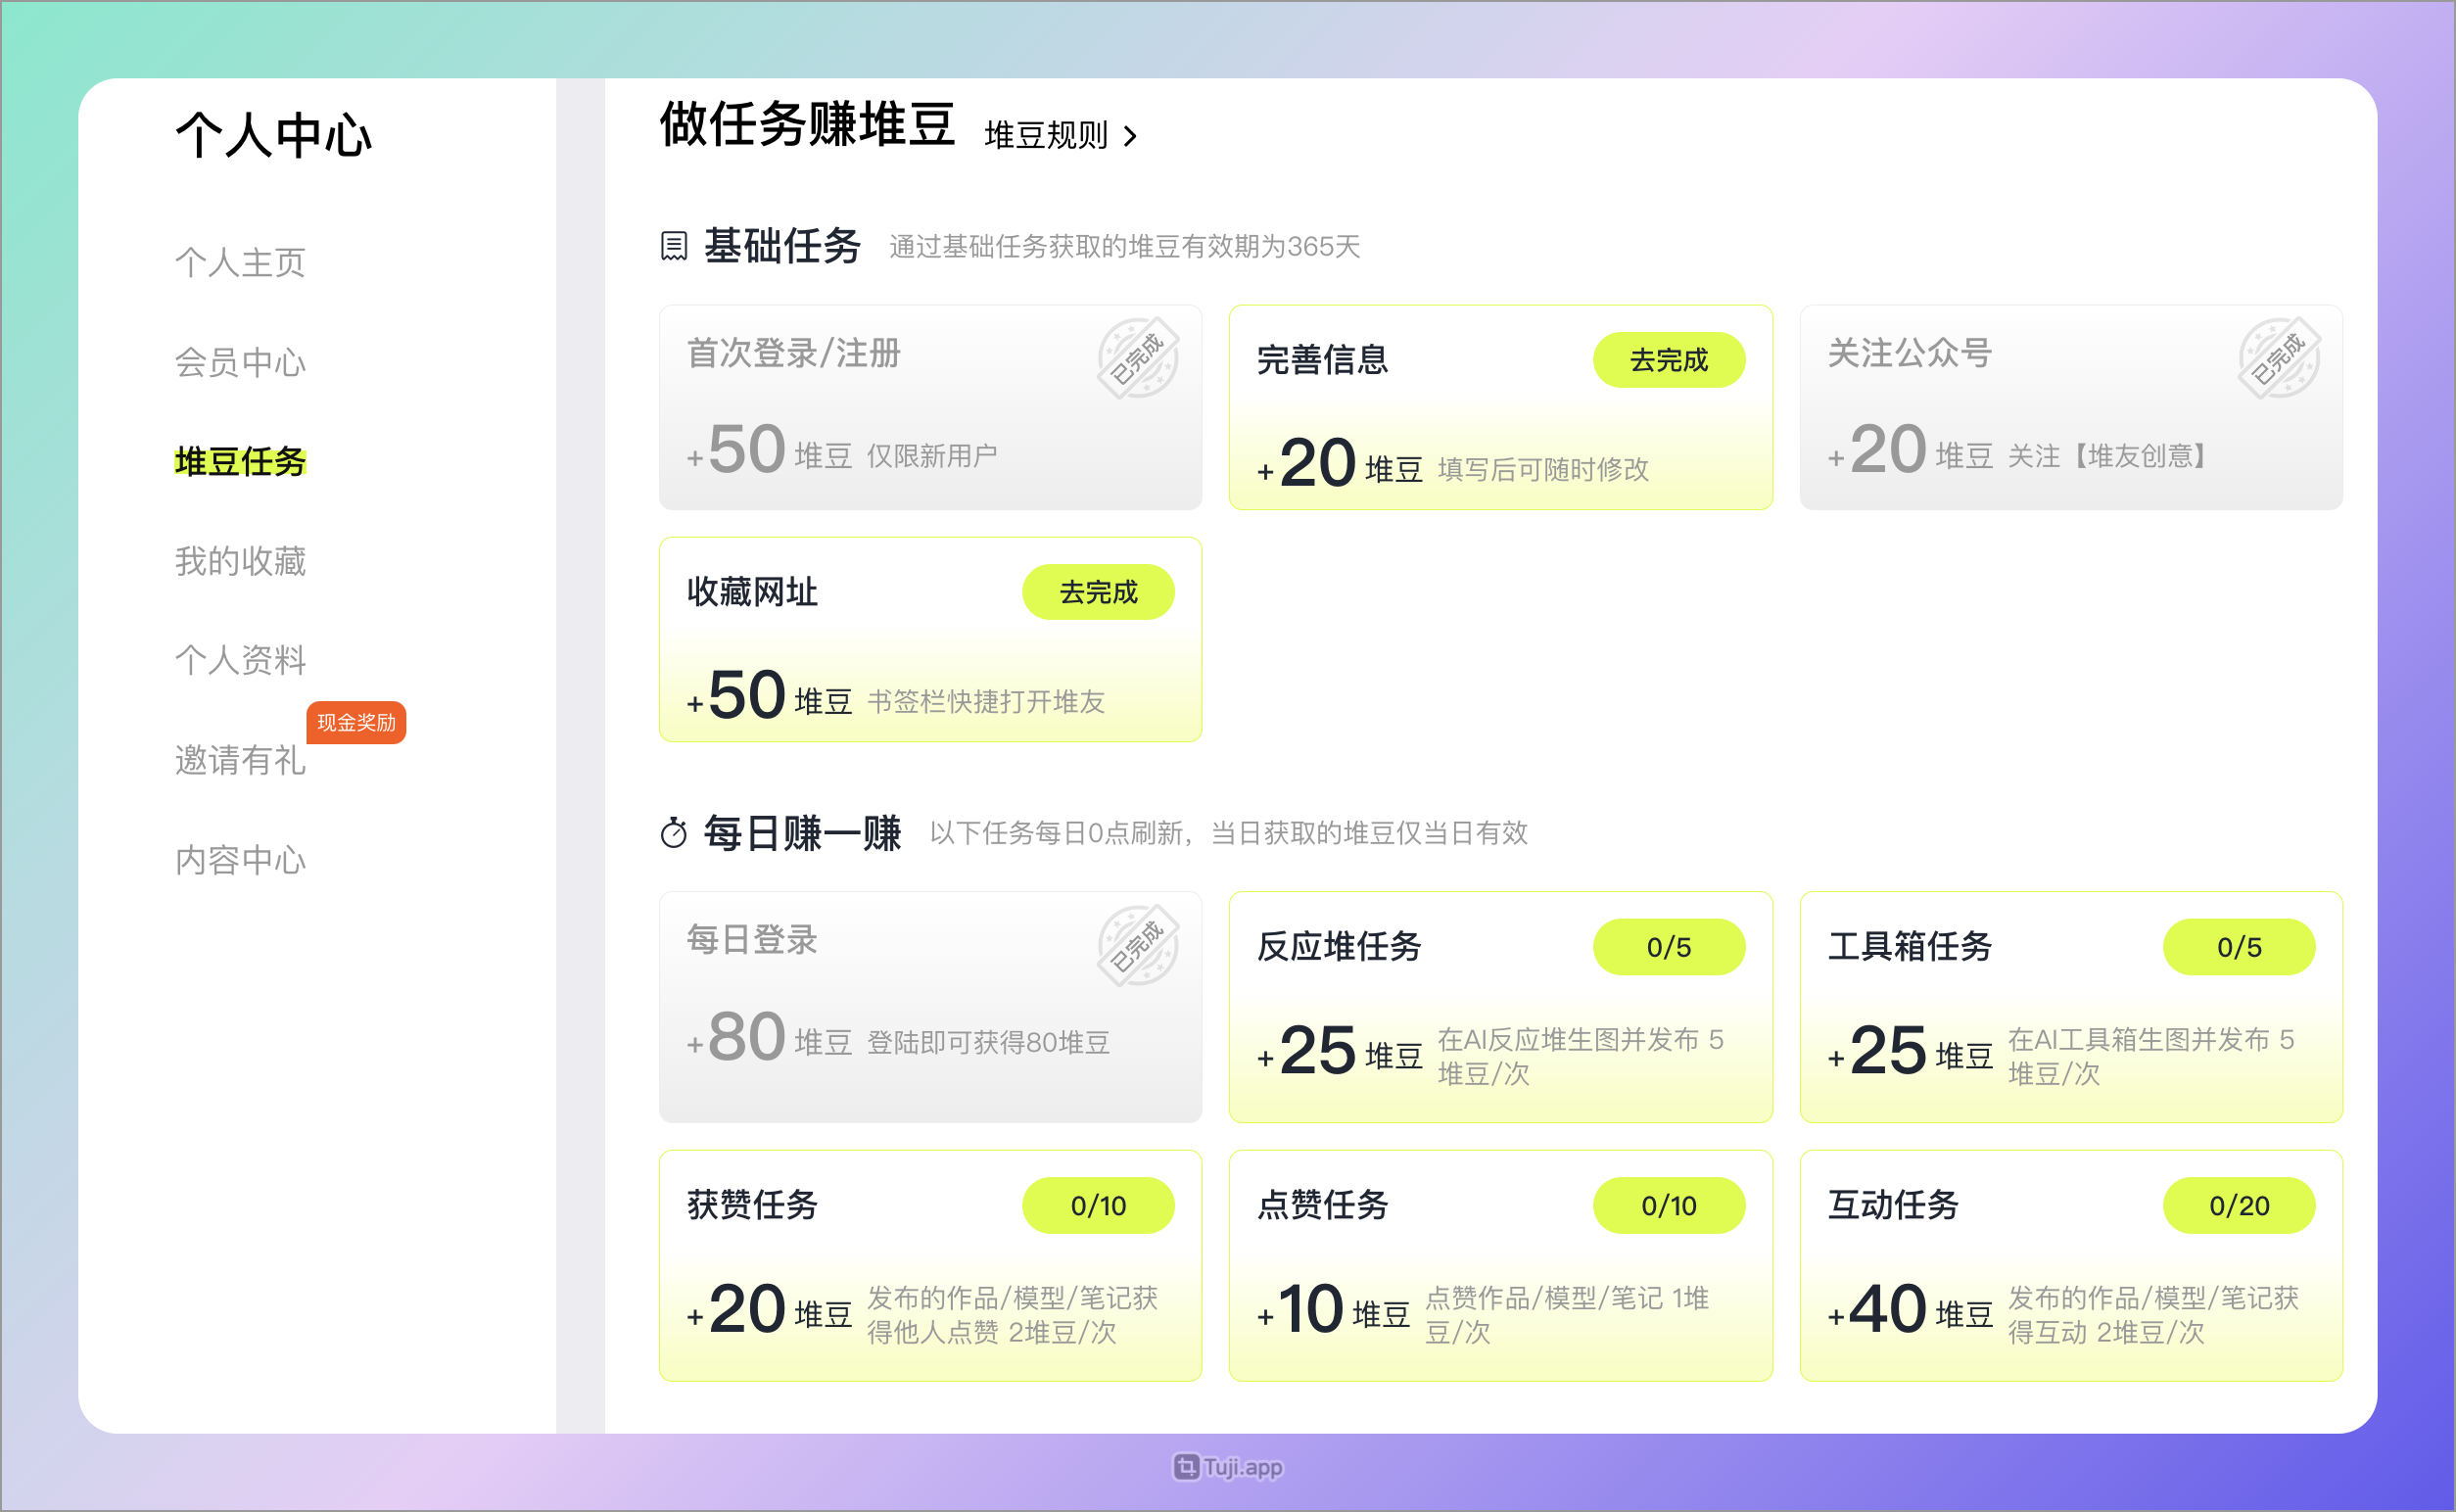 个人中心
个人主页
会员中心
堆豆任务
我的收藏
个人资料
现金奖励
邀请有礼
内容中心
做任务赚堆豆 堆豆规则
基础任务 通过基础任务获取的堆豆有效期为365天
首次登录/注册
已完成
+50 堆豆 仅限新用户
完善信息
去完成
+20 堆豆 填写后可随时修改
关注公众号
已完成
+20 堆豆 关注【堆友创意】
收藏网址
去完成
+50 堆豆 书签栏快捷打开堆友
每日赚一赚 以下任务每日0点刷新，当日获取的堆豆仅当日有效
每日登录
已完成
+80 堆豆 登陆即可获得80堆豆
反应堆任务
0/5
+25 堆豆 在AI反应堆生图并发布 5
堆豆/次
工具箱任务
0/5
+25 堆豆 在AI工具箱生图并发布 5
堆豆/次
获赞任务
0/10
+20 堆豆 发布的作品/模型/笔记获
得他人点赞 2堆豆/次
点赞任务
0/10
+10 堆豆 点赞作品/模型/笔记 1堆
豆/次
互动任务
0/20
+40 堆豆 发布的作品/模型/笔记获
得互动 2堆豆/次
Tuji.app